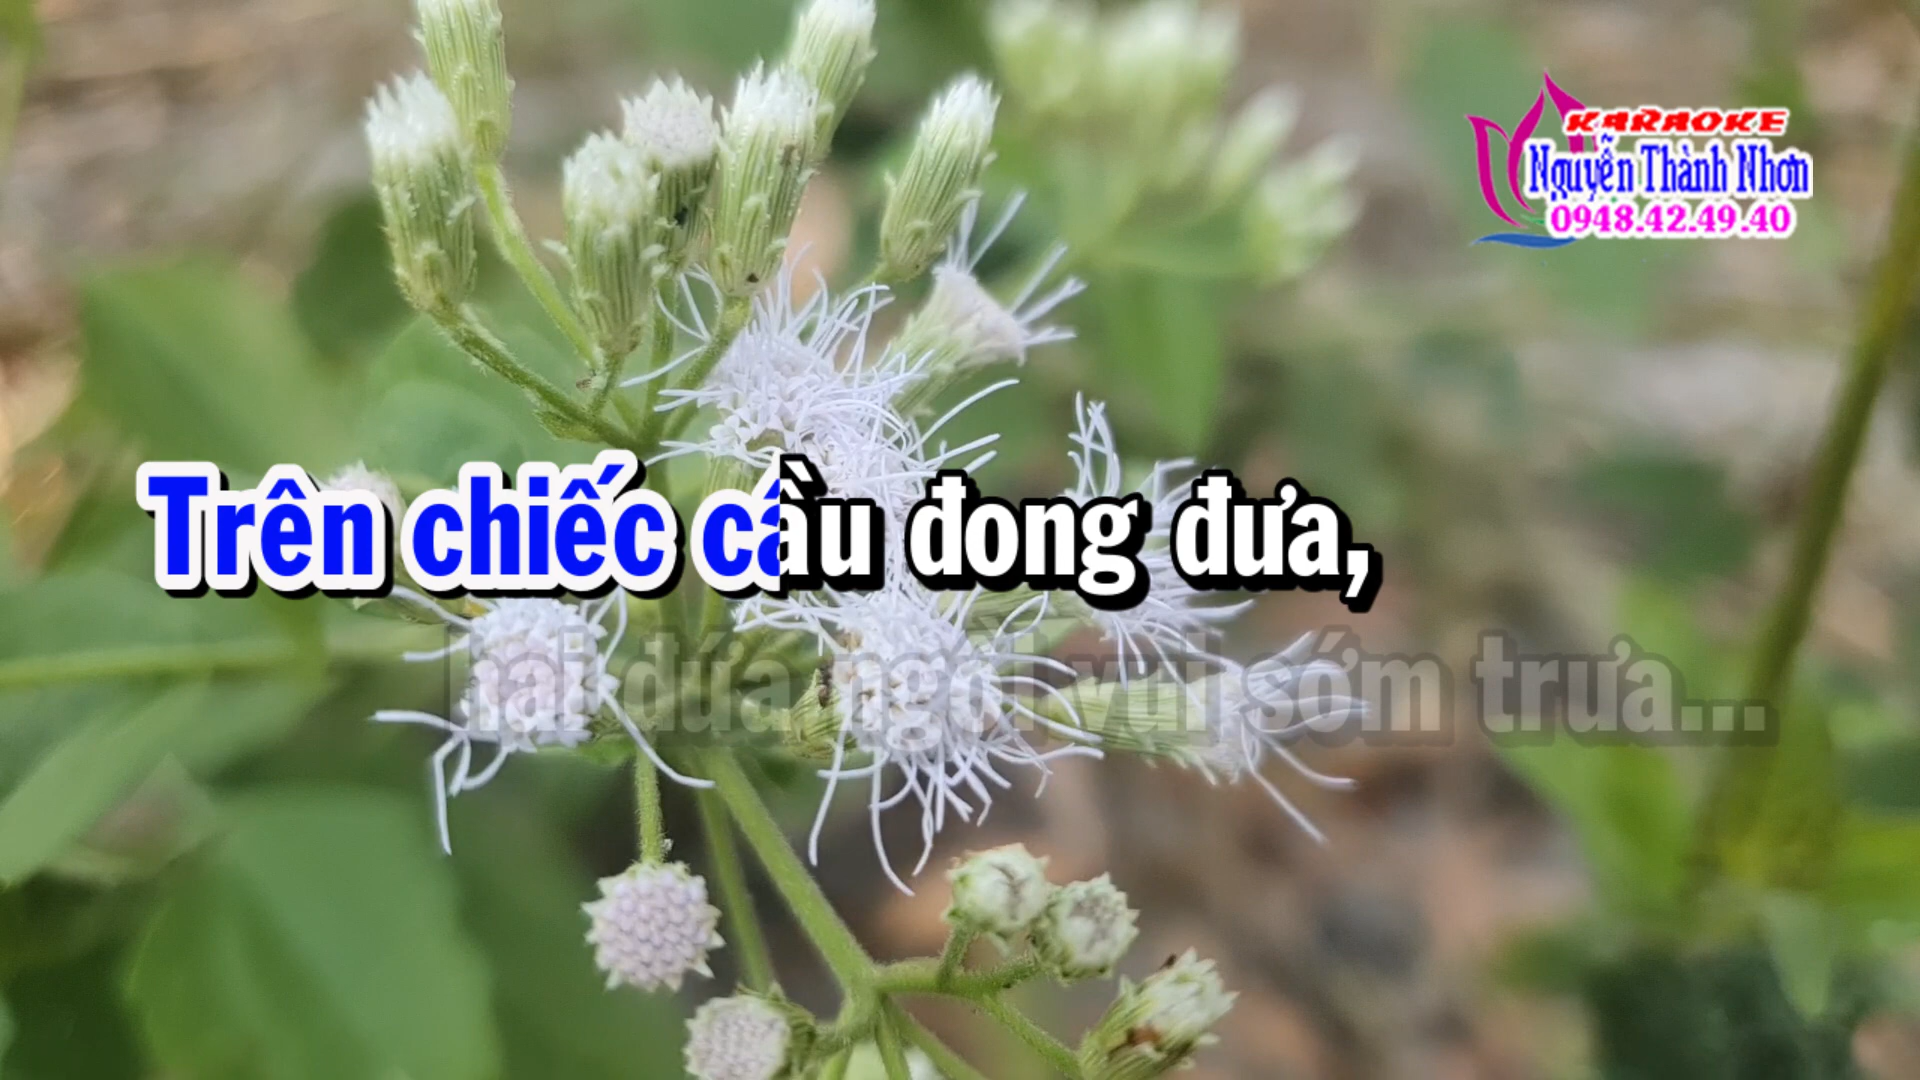 KARAOKE
Nguyễn Thành Nhơn
0948.42.49.40
Trên chiếc cầu đong đưa,
hai đứa ngồi vui sớm trưa...